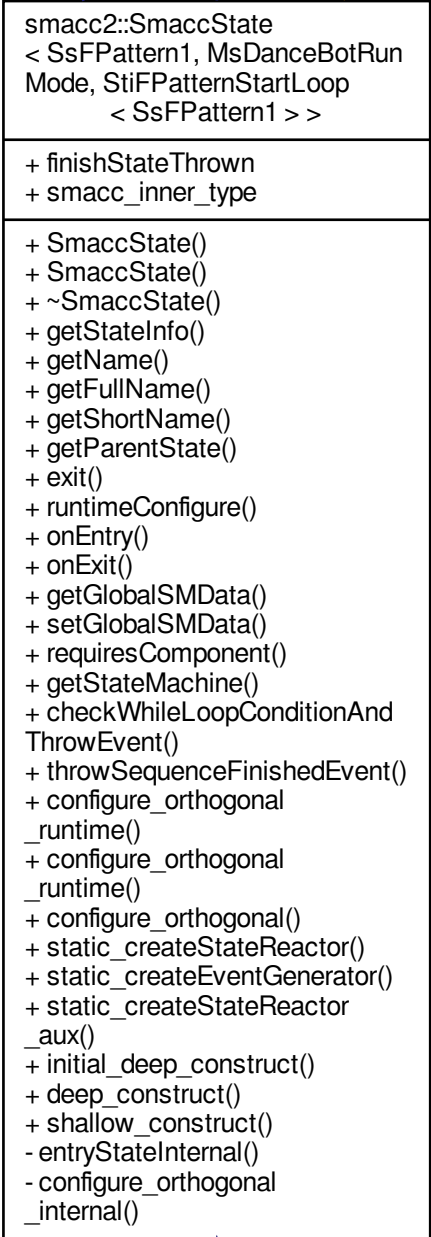 smacc2::SmaccState
< SsFPattern1, MsDanceBotRun
Mode, StiFPatternStartLoop
< SsFPattern1 > >
+ finishStateThrown
+ smacc_inner_type
+ SmaccState()
+ SmaccState()
+ ~SmaccState()
+ getStateInfo()
+ getName()
+ getFullName()
+ getShortName()
+ getParentState()
+ exit()
+ runtimeConfigure()
+ onEntry()
+ onExit()
+ getGlobalSMData()
+ setGlobalSMData()
+ requiresComponent()
+ getStateMachine()
+ checkWhileLoopConditionAnd
ThrowEvent()
+ throwSequenceFinishedEvent()
+ configure_orthogonal
_runtime()
+ configure_orthogonal
_runtime()
+ configure_orthogonal()
+ static_createStateReactor()
+ static_createEventGenerator()
+ static_createStateReactor
_aux()
+ initial_deep_construct()
+ deep_construct()
+ shallow_construct()
- entryStateInternal()
- configure_orthogonal
_internal()